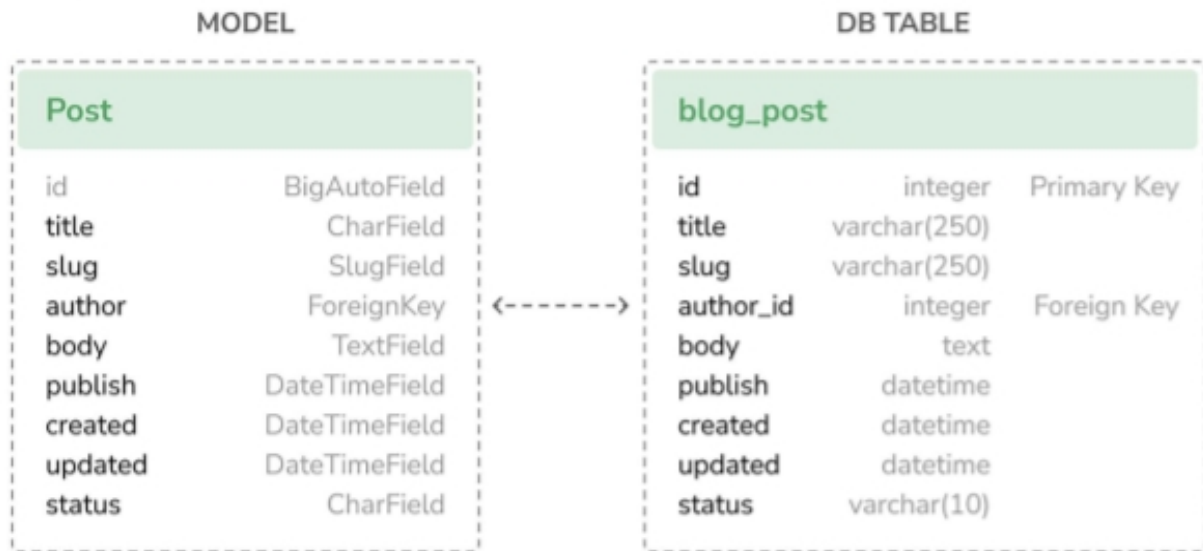 MODEL
Post
id BigAutoField
title CharField
slug SlugField
author ForeignKey
body TextField
publish DateTimeField
created DateTimeField
updated DateTimeField
status CharField
DB TABLE
blog_post
id integer Primary Key
title varchar(250)
slug varchar(250)
author_id integer Foreign Key
body text
publish datetime
created datetime
updated datetime
status varchar(10)